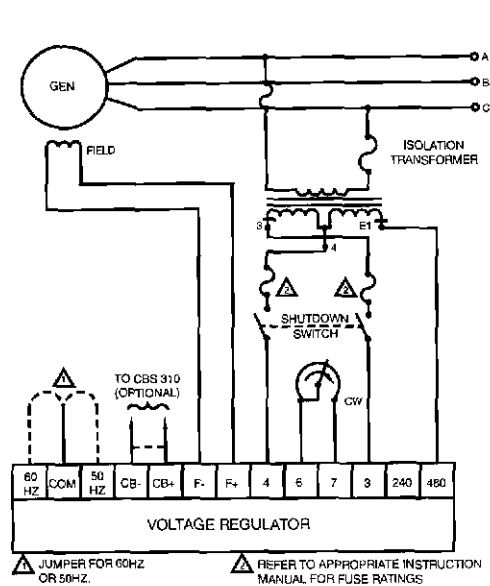 A
GEN
B
C
FIELD
ISOLATION
TRANSFORMER
3
E1
4
2
2
SHUTDOWN
SWITCH
1
TO CBS 310
(OPTIONAL)
CW
60 HZ COM 50 HZ CB- CB+ F- F+ 4 6 7 3 240 480
VOLTAGE REGULATOR
1 JUMPER FOR 60HZ
OR 50HZ.
2 REFER TO APPROPRIATE INSTRUCTION
MANUAL FOR FUSE RATINGS